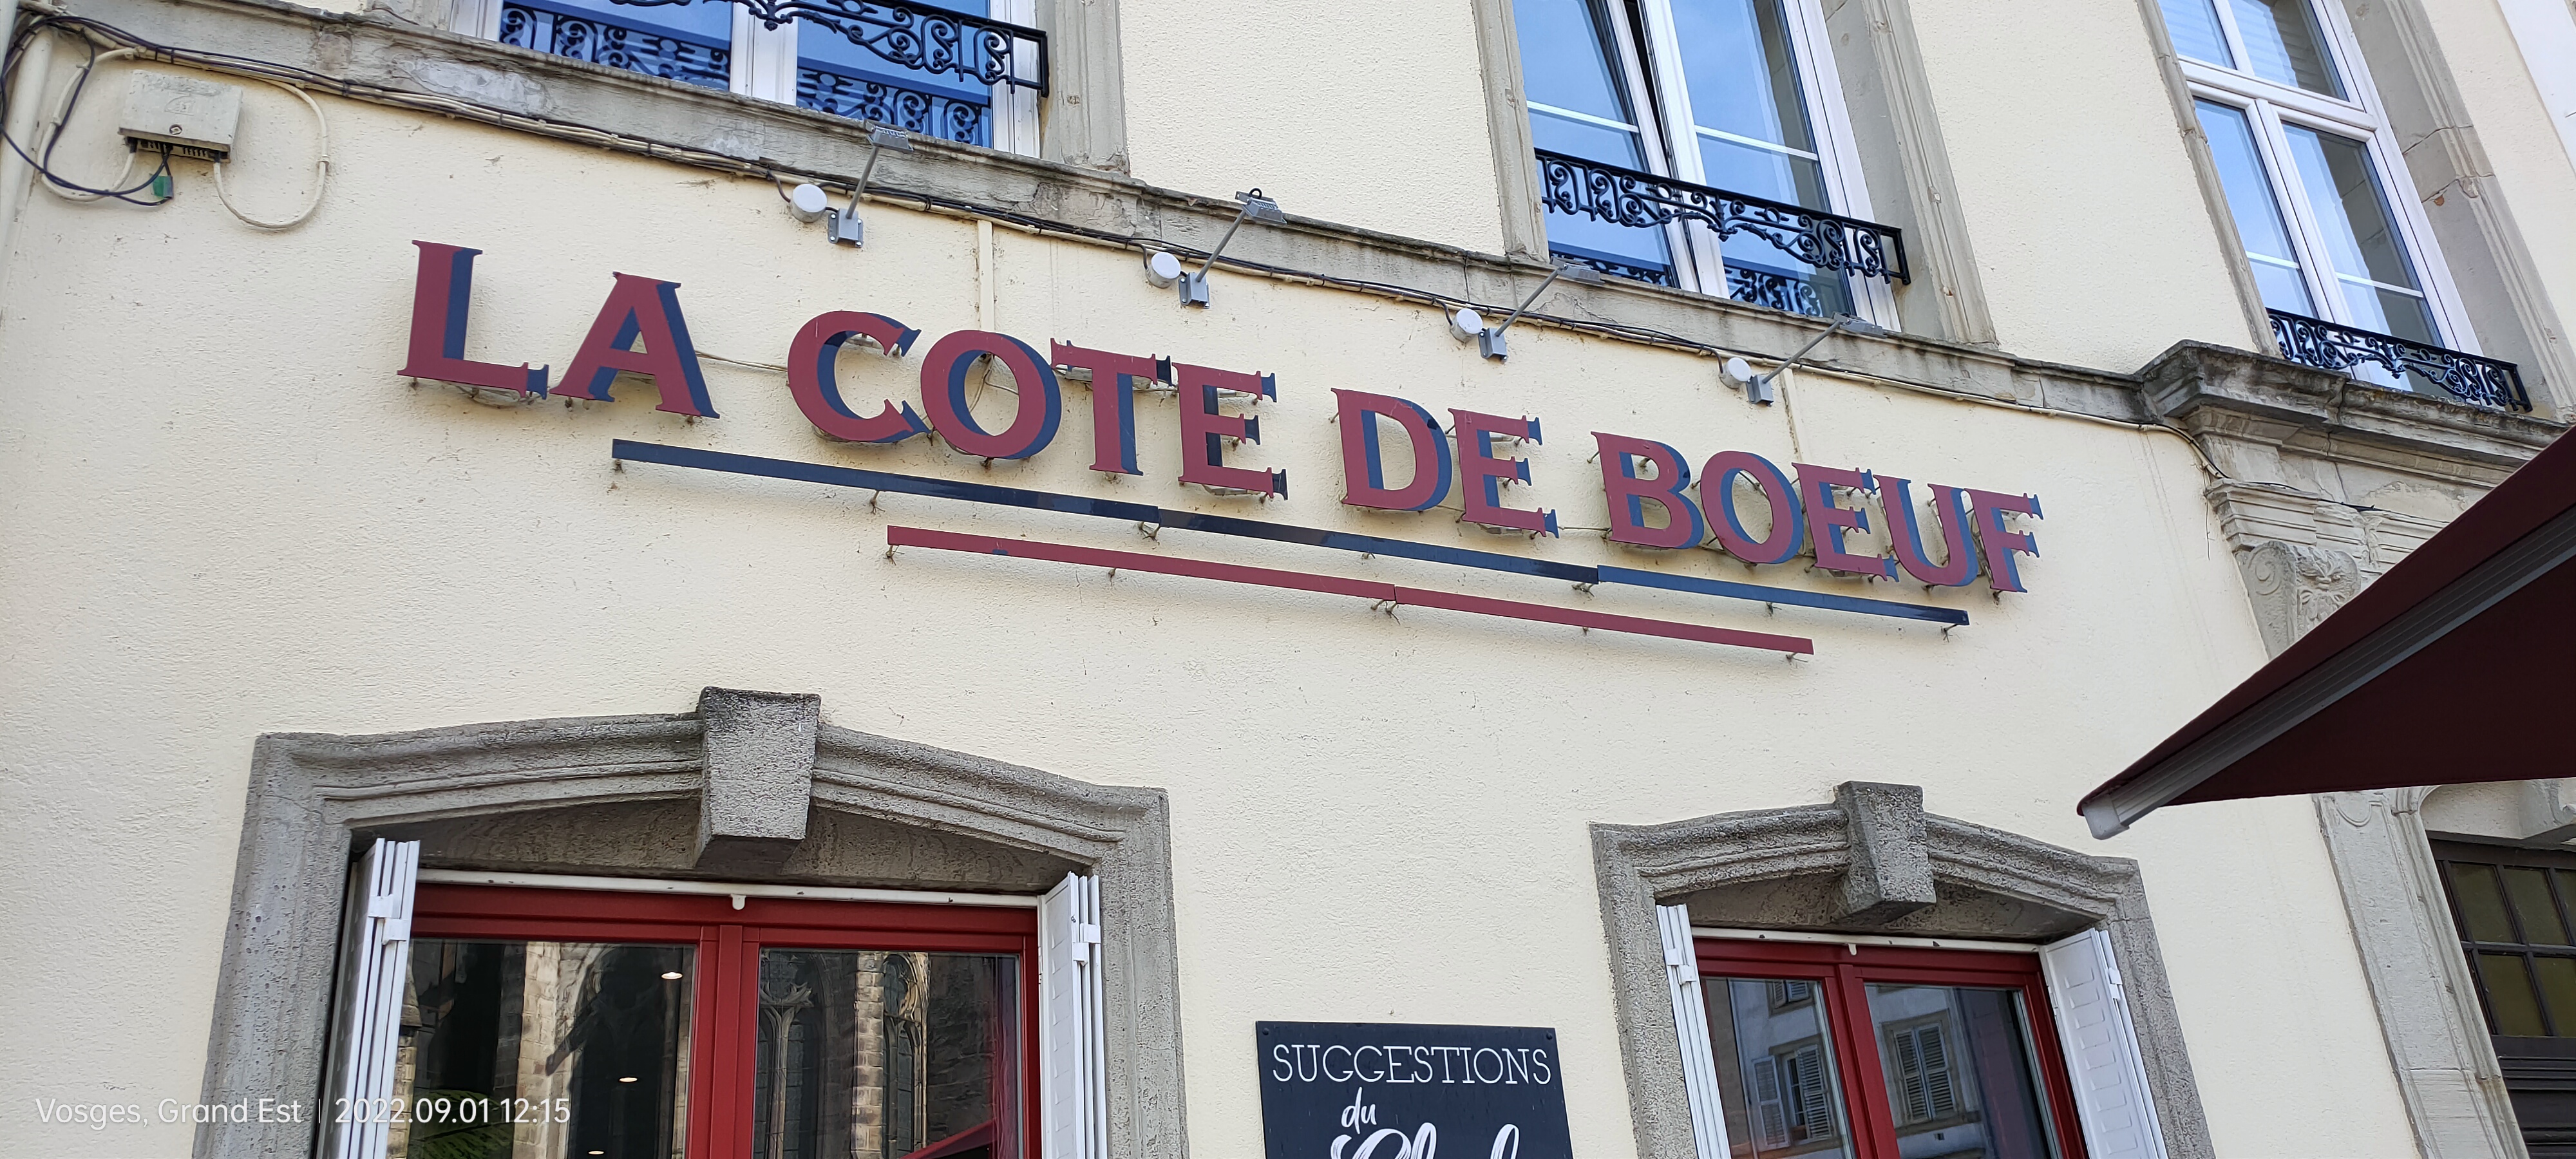 LA COTE DE BOEUF
SUGGESTIONS
du
Vosges, Grand Est | 2022.09.01 12:15